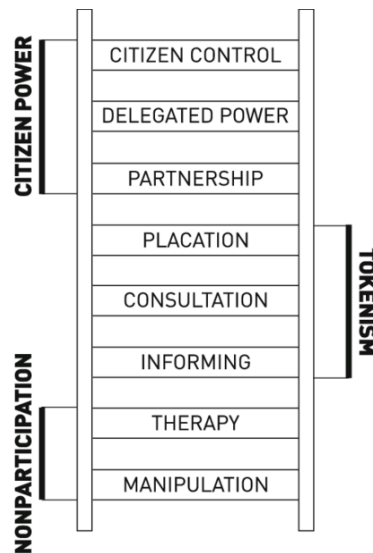 CITIZEN POWER
CITIZEN CONTROL
DELEGATED POWER
PARTNERSHIP
PLACATION
CONSULTATION
INFORMING
TOKENISM
THERAPY
MANIPULATION
NONPARTICIPATION